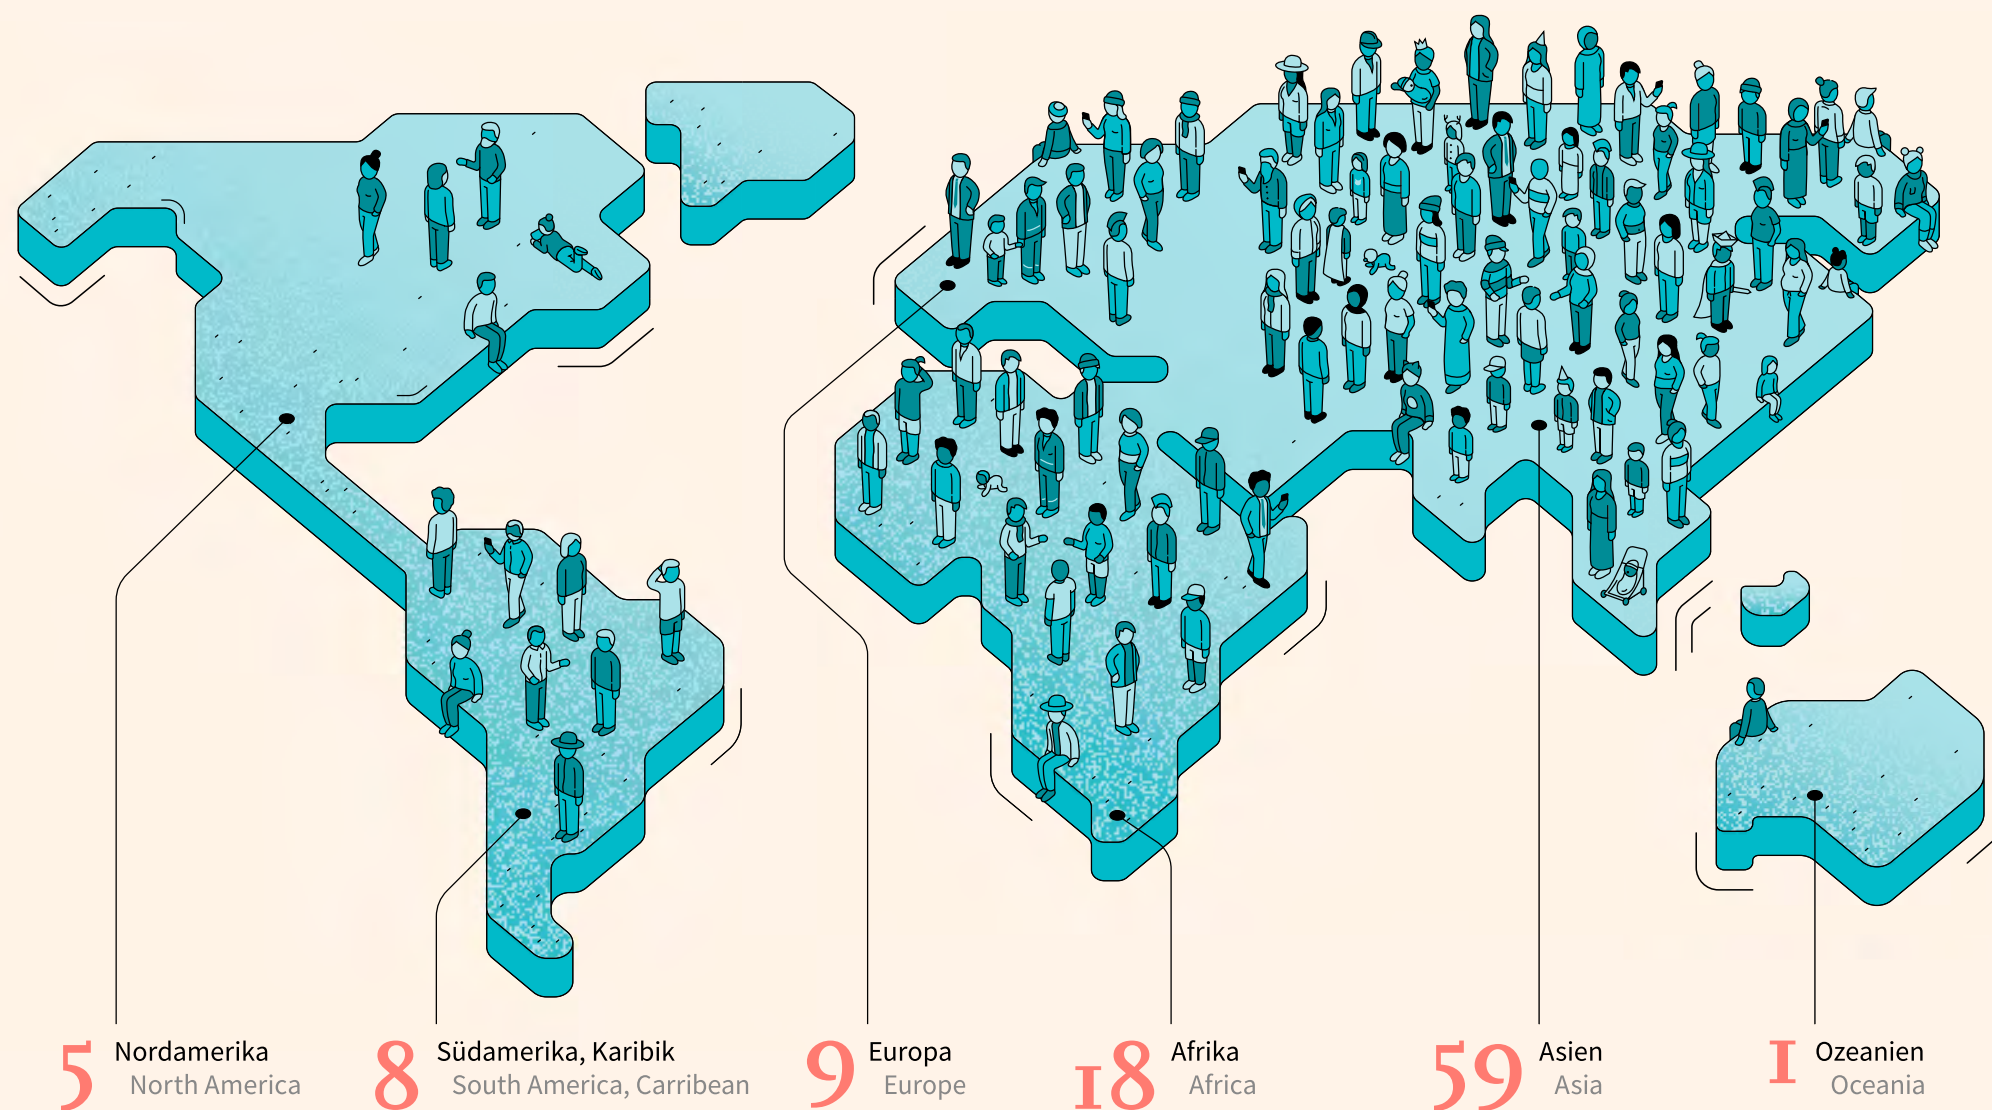 5 Nordamerika
North America
8 Südamerika, Karibik
South America, Carribean
9 Europa
Europe
18 Afrika
Africa
59 Asien
Asia
1 Ozeanien
Oceania